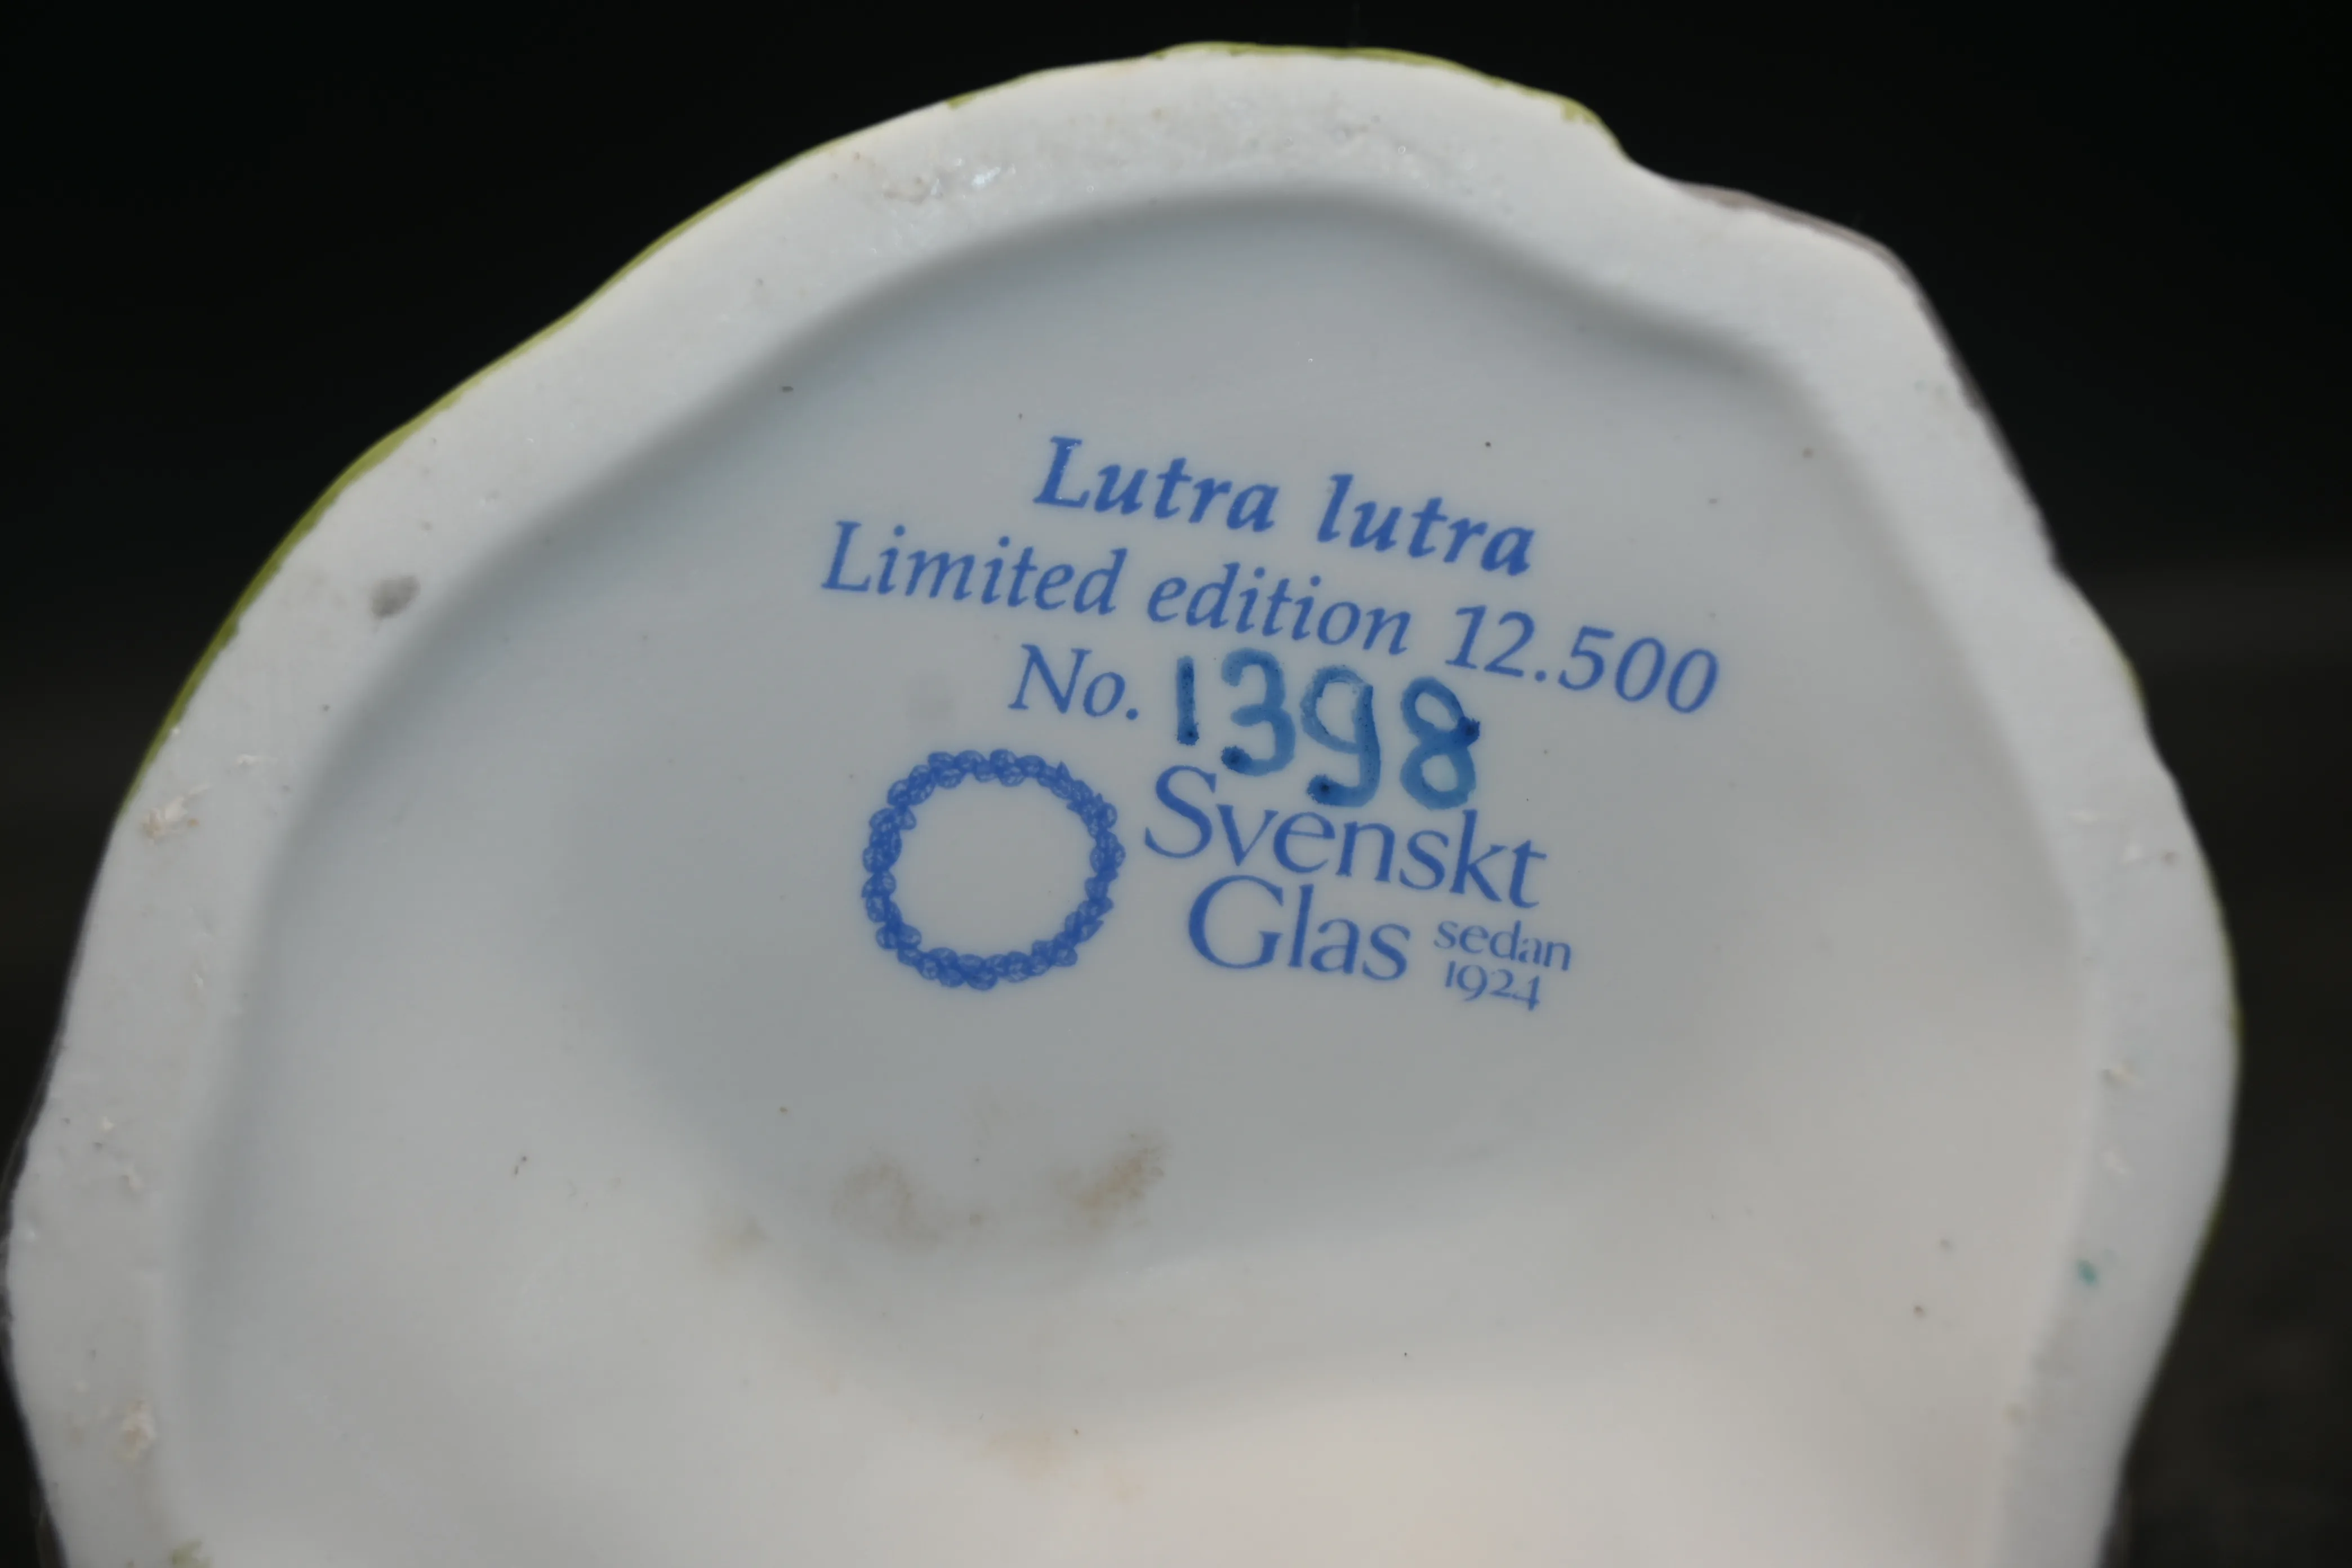 Lutra lutra
Limited edition 12.500
No. 1398
Svenskt
Glas sedan
1924